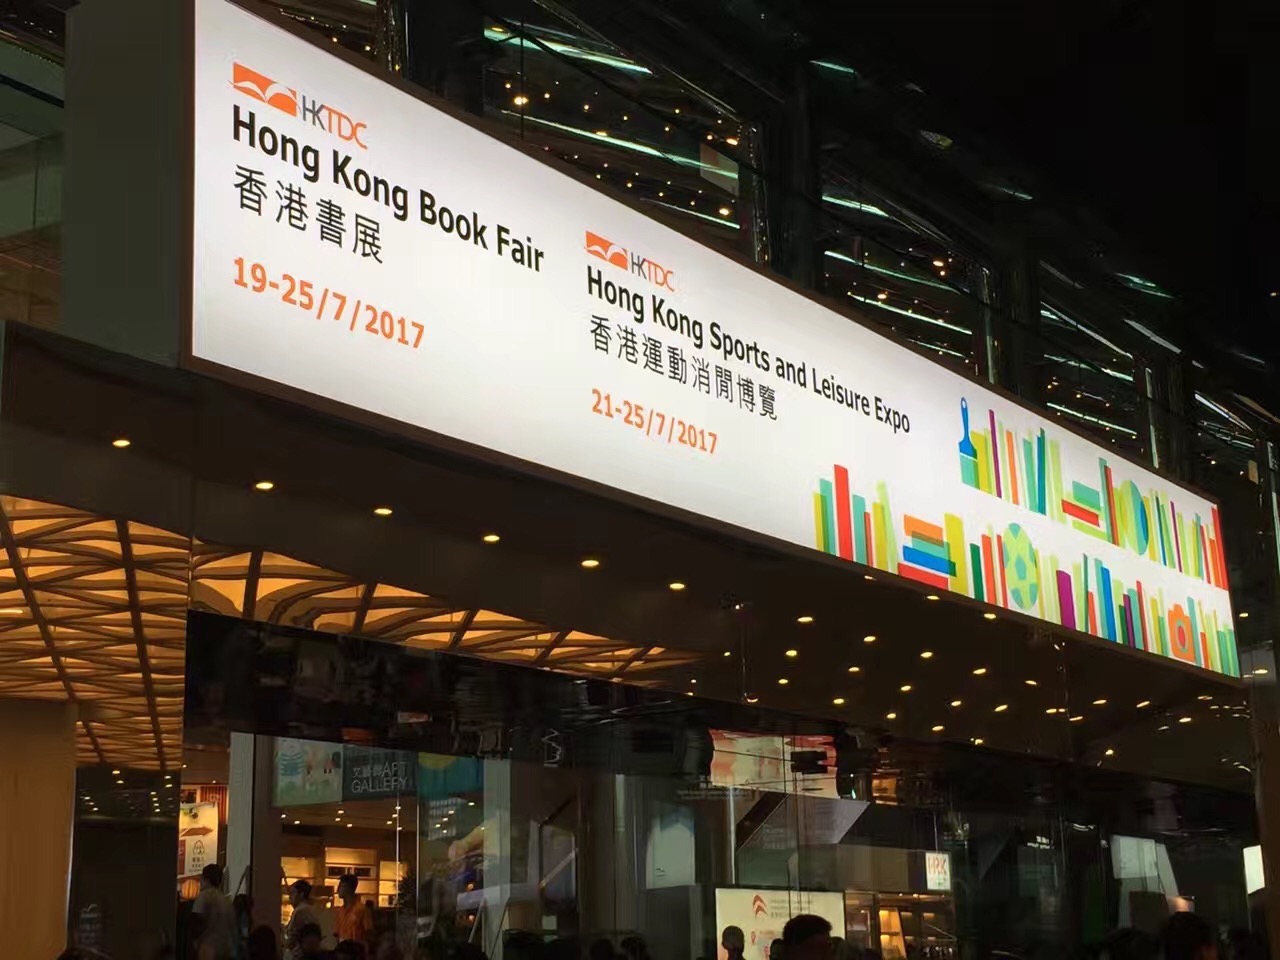 HKTDC
Hong Kong Book Fair
香港書展
19-25/7/2017
HKTDC
Hong Kong Sports and Leisure Expo
香港運動消閒博覽
21-25/7/2017
ART
GALLERY